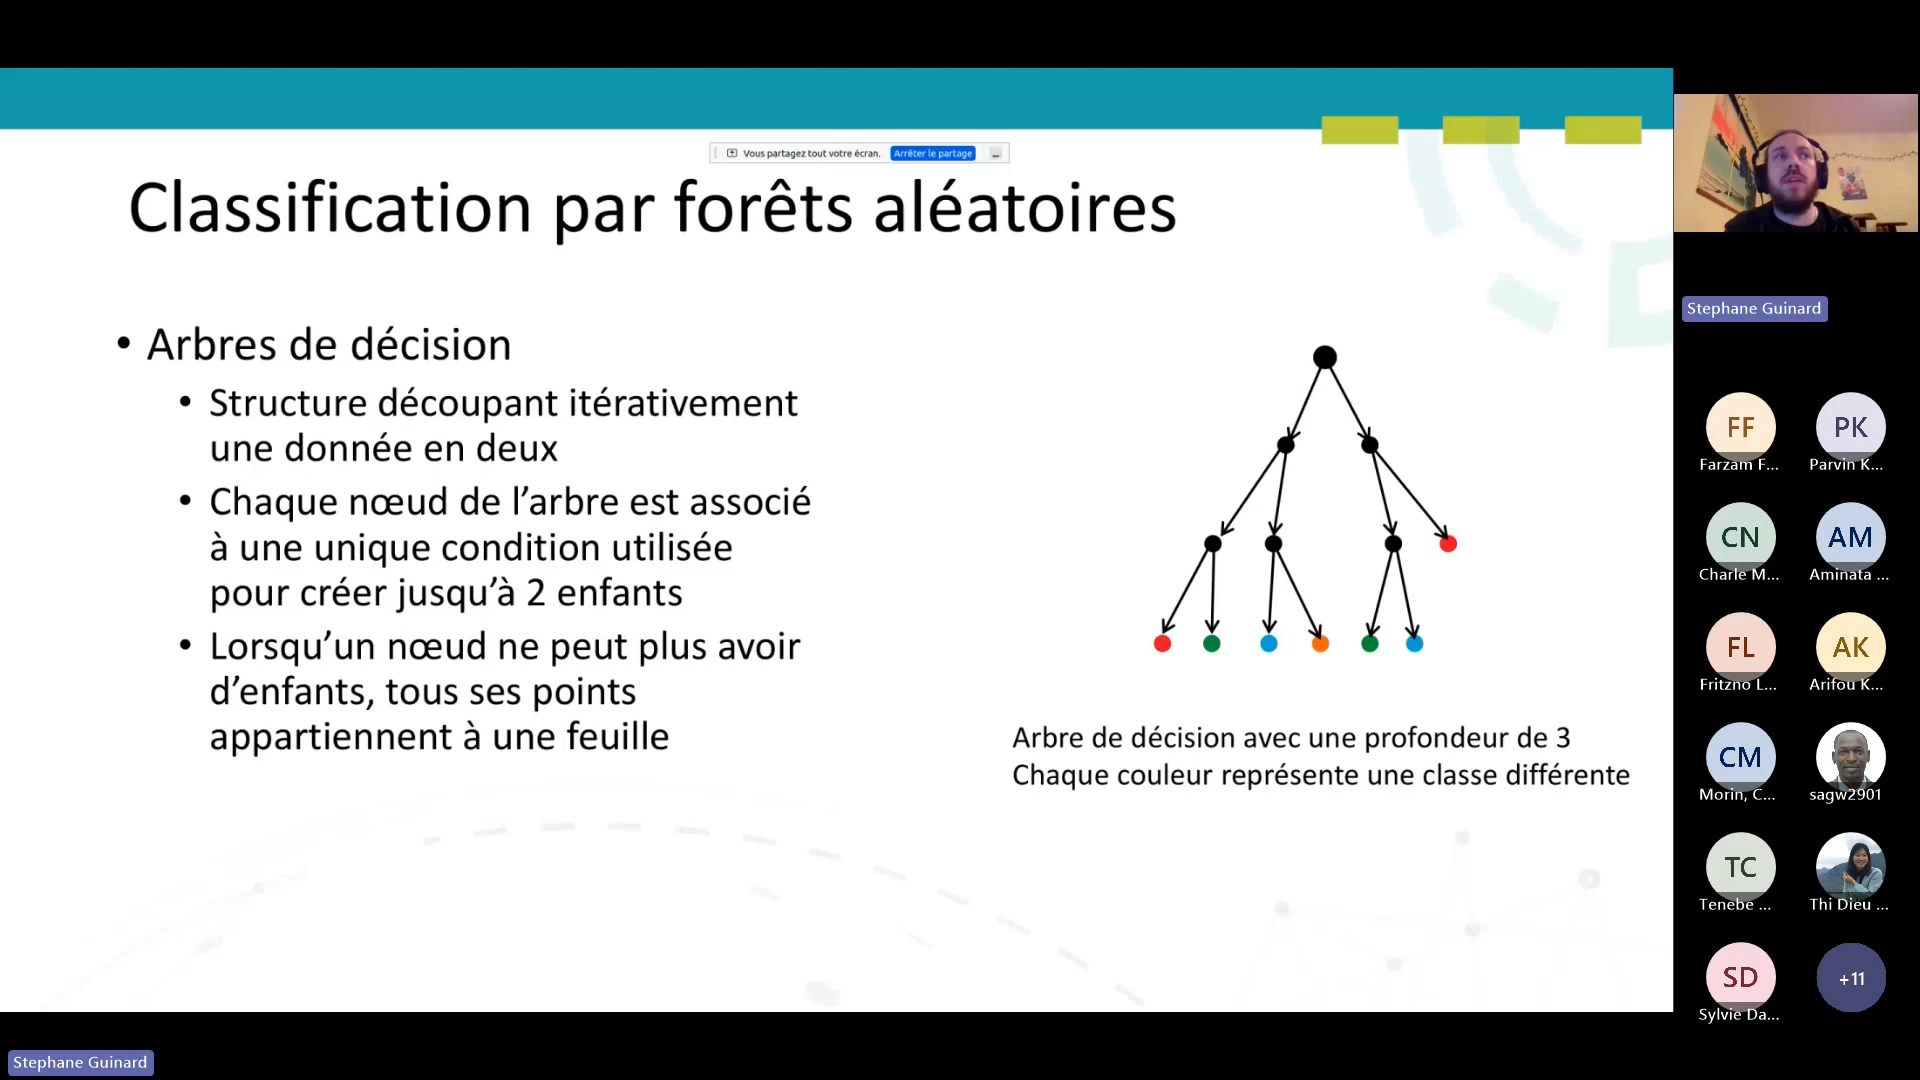 Vous partagez tout votre écran.
Arrêter le partage
Classification par forêts aléatoires
• Arbres de décision
• Structure découpant itérativement
une donnée en deux
• Chaque nœud de l’arbre est associé
à une unique condition utilisée
pour créer jusqu’à 2 enfants
• Lorsqu’un nœud ne peut plus avoir
d’enfants, tous ses points
appartiennent à une feuille
Arbre de décision avec une profondeur de 3
Chaque couleur représente une classe différente
Stephane Guinard
FF
Farzam F...
PK
Parvin K...
CN
Charle M...
AM
Aminata ...
FL
Fritzno L...
AK
Arifou K...
CM
Morin, C...
sagw2901
TC
Tenebe ...
Thi Dieu ...
SD
Sylvie Da...
+11
Stephane Guinard